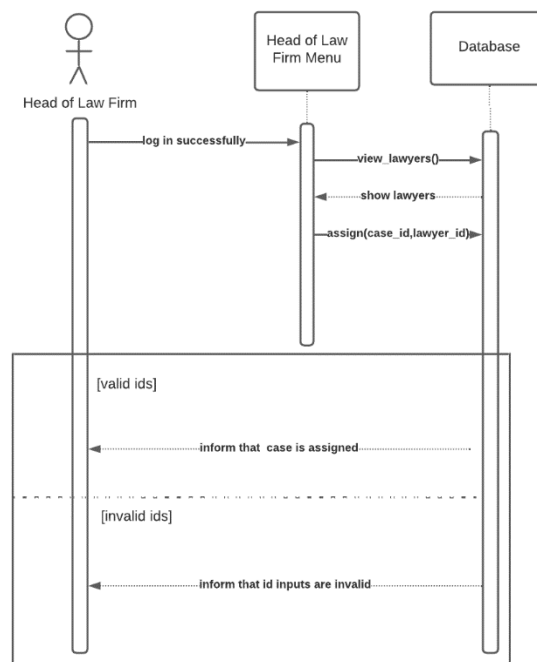 Head of Law
Firm Menu
Database
Head of Law Firm
log in successfully
view_lawyers()
show lawyers
assign(case_id,lawyer_id)
[valid ids]
inform that case is assigned
[invalid ids]
inform that id inputs are invalid